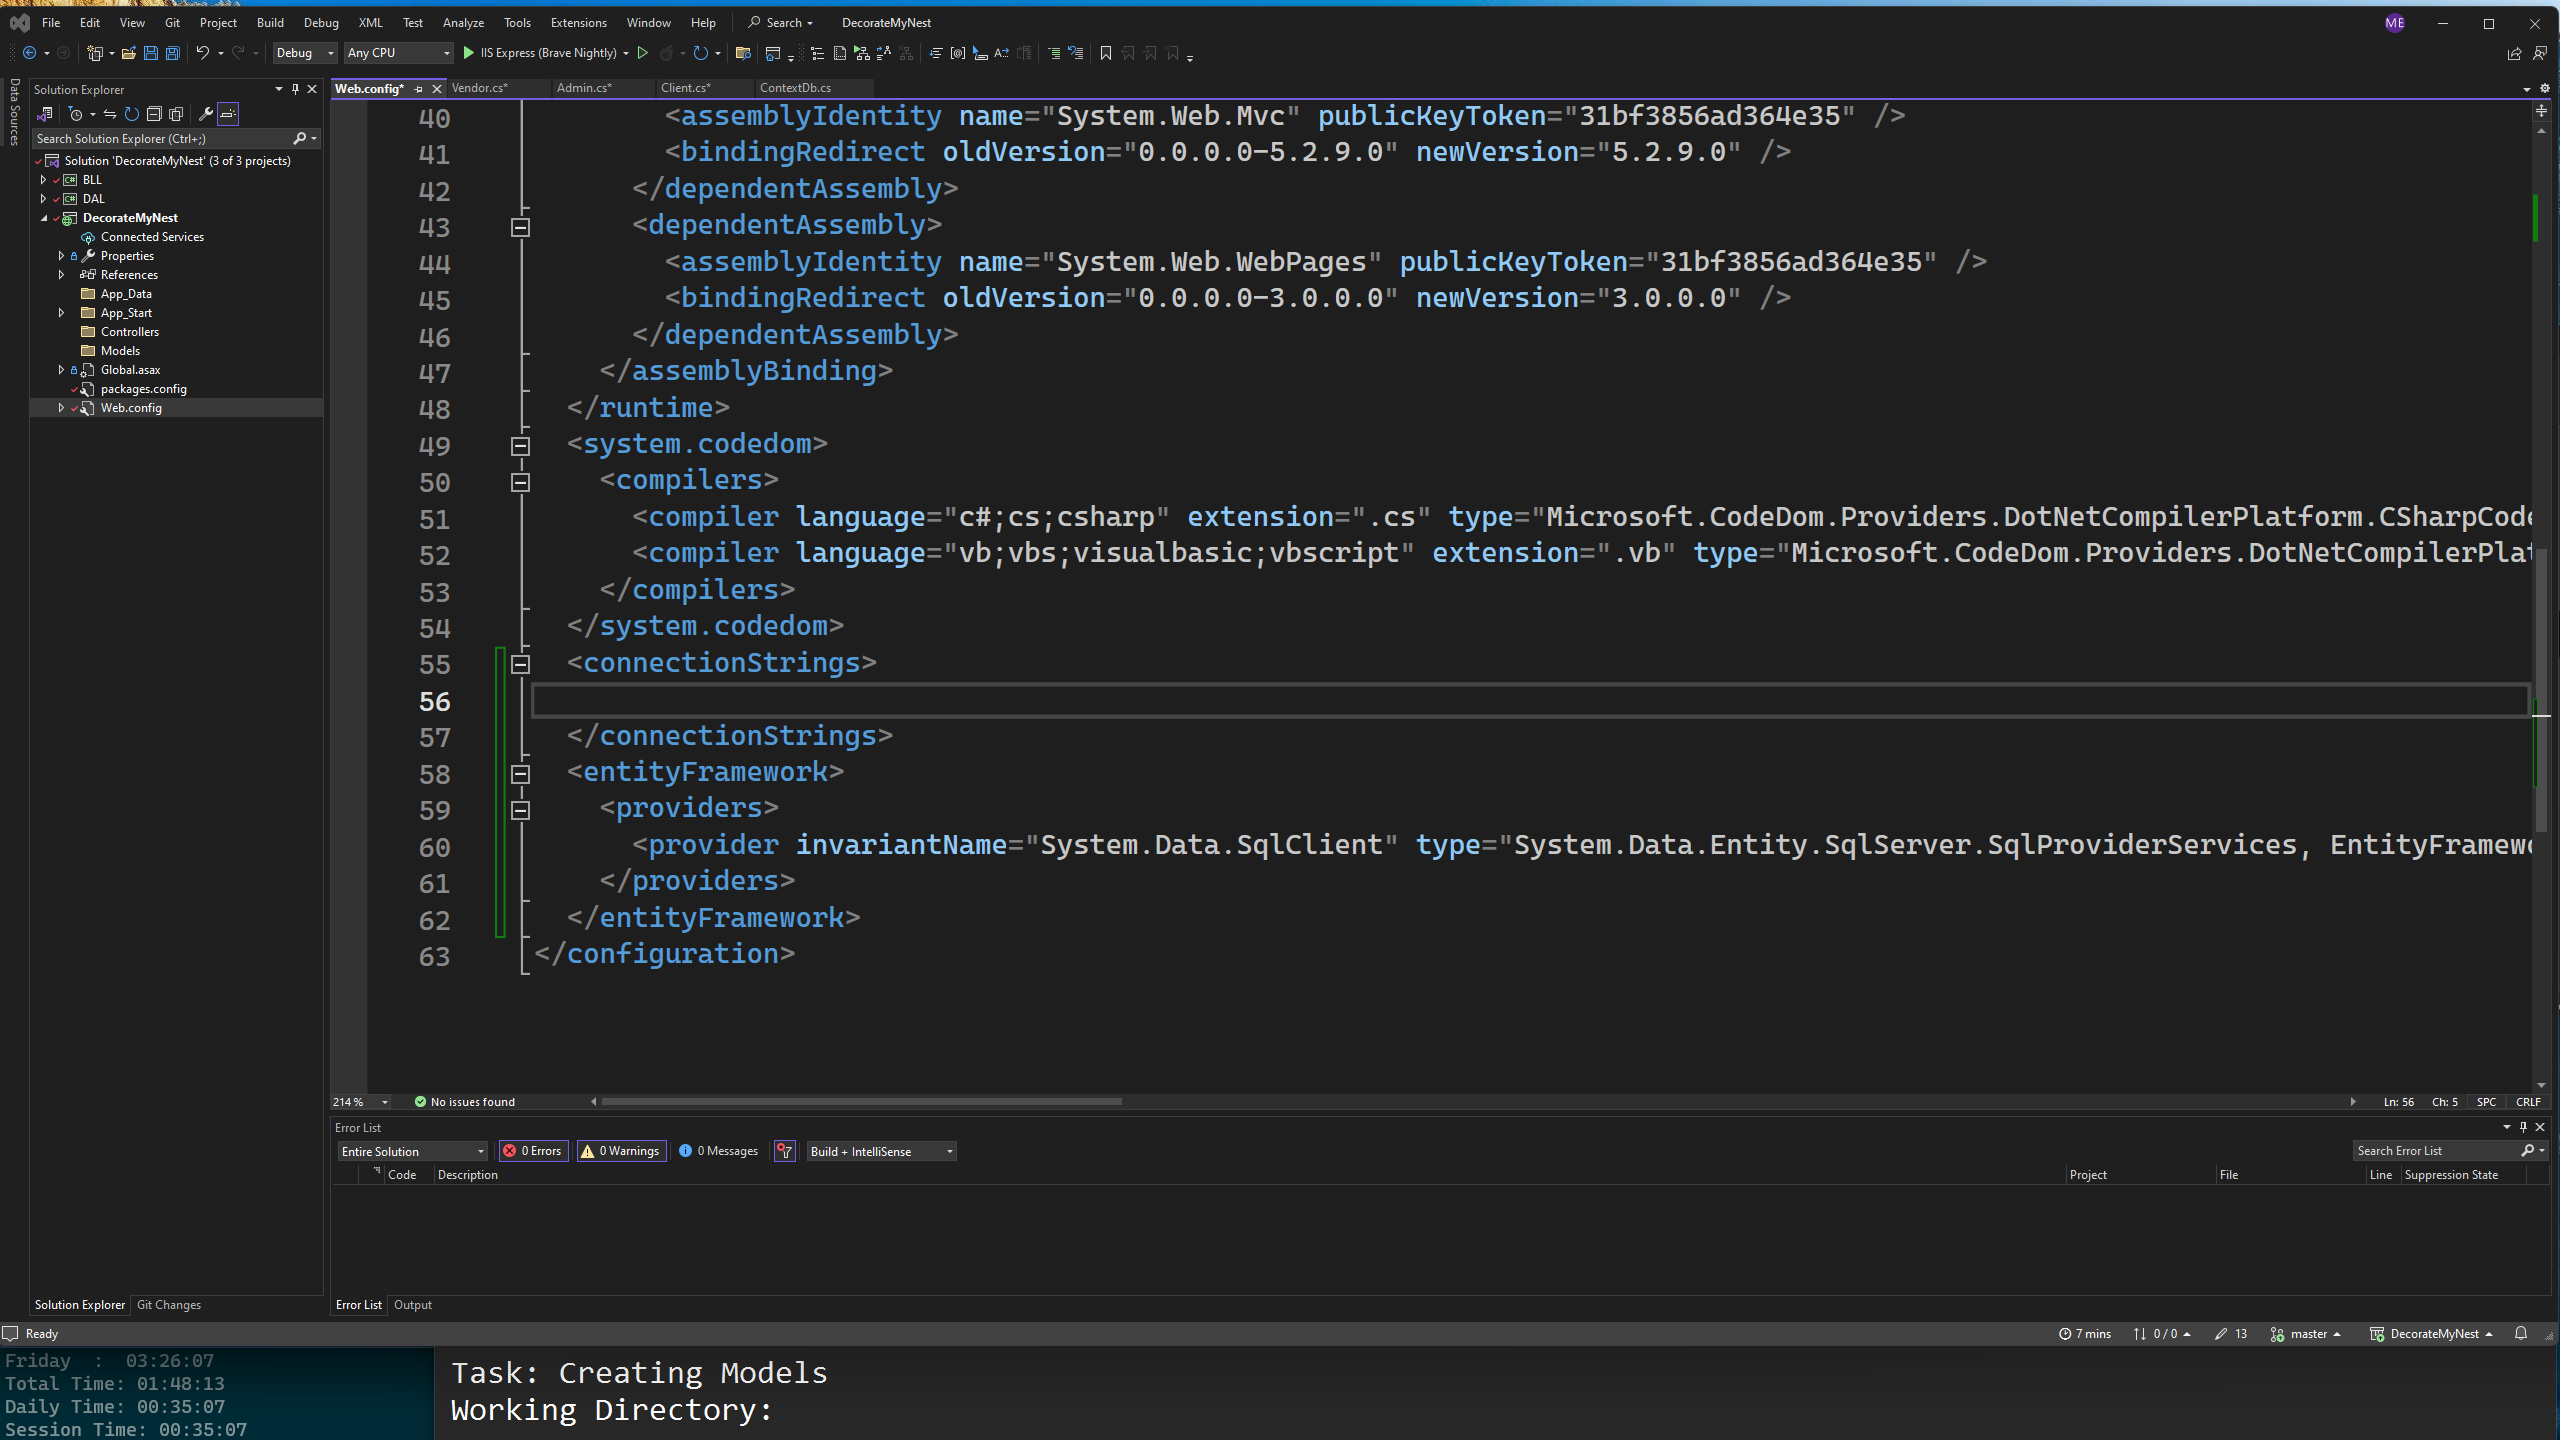 File Edit View Git Project Build Debug XML Test Analyze Tools Extensions Window Help Search DecorateMyNest ME
Debug Any CPU IIS Express (Brave Nightly)
Data Sources
Solution Explorer
Search Solution Explorer (Ctrl+;)
Solution 'DecorateMyNest' (3 of 3 projects)
BLL
DAL
DecorateMyNest
Connected Services
Properties
References
App_Data
App_Start
Controllers
Models
Global.asax
packages.config
Web.config
Web.config* Vendor.cs* Admin.cs* Client.cs* ContextDb.cs
40 <assemblyIdentity name="System.Web.Mvc" publicKeyToken="31bf3856ad364e35" />
41 <bindingRedirect oldVersion="0.0.0.0-5.2.9.0" newVersion="5.2.9.0" />
42 </dependentAssembly>
43 <dependentAssembly>
44 <assemblyIdentity name="System.Web.WebPages" publicKeyToken="31bf3856ad364e35" />
45 <bindingRedirect oldVersion="0.0.0.0-3.0.0.0" newVersion="3.0.0.0" />
46 </dependentAssembly>
47 </assemblyBinding>
48 </runtime>
49 <system.codedom>
50 <compilers>
51 <compiler language="c#;cs;csharp" extension=".cs" type="Microsoft.CodeDom.Providers.DotNetCompilerPlatform.CSharpCode
52 <compiler language="vb;vbs;visualbasic;vbscript" extension=".vb" type="Microsoft.CodeDom.Providers.DotNetCompilerPlat
53 </compilers>
54 </system.codedom>
55 <connectionStrings>
56
57 </connectionStrings>
58 <entityFramework>
59 <providers>
60 <provider invariantName="System.Data.SqlClient" type="System.Data.Entity.SqlServer.SqlProviderServices, EntityFramewo
61 </providers>
62 </entityFramework>
63 </configuration>
214 % No issues found Ln: 56 Ch: 5 SPC CRLF
Error List
Entire Solution 0 Errors 0 Warnings 0 Messages Build + IntelliSense Search Error List
Code Description Project File Line Suppression State
Solution Explorer Git Changes
Error List Output
Ready 7 mins 0 / 0 13 master DecorateMyNest
Friday : 03:26:07
Total Time: 01:48:13
Daily Time: 00:35:07
Session Time: 00:35:07
Task: Creating Models
Working Directory: